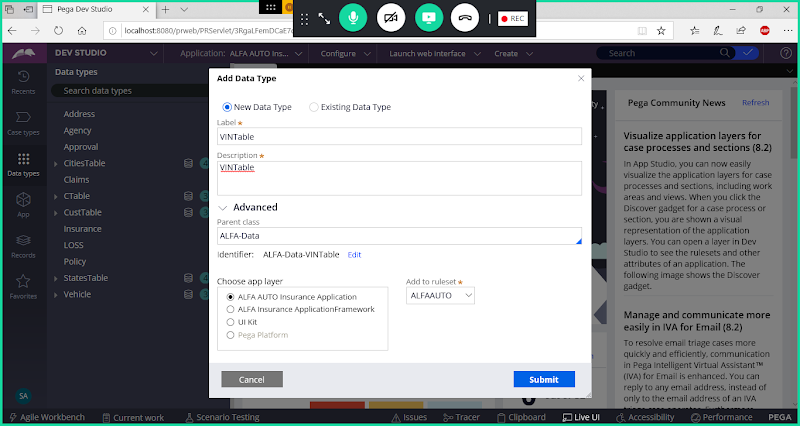 Pega Dev Studio
localhost:8080/prweb/PRServlet/3RgaLFemDCaE7
REC
DEV STUDIO
Application: ALFA AUTO Ins...
Configure
Launch web interface
Create
Search
Recents
Case types
Data types
App
Records
Favorites
SA
Data types
Search data types
Address
Agency
Approval
CitiesTable
Claims
CTable
CustTable
Insurance
LOSS
Policy
StatesTable
Vehicle
Add Data Type
New Data Type
Existing Data Type
Label *
VINTable
Description *
VINTable
Advanced
Parent class
ALFA-Data
Identifier: ALFA-Data-VINTable Edit
Choose app layer
ALFA AUTO Insurance Application
ALFA Insurance ApplicationFramework
UI Kit
Pega Platform
Add to ruleset *
ALFAAUTO
Cancel
Submit
Pega Community News
Refresh
Visualize application layers for
case processes and sections (8.2)
In App Studio, you can now easily
visualize the application layers for
case processes and sections, including work
areas and views. When you click the
Discover gadget for a case process or
section, you are shown a visual
representation of the application
layers. You can open a layer in Dev
Studio to see the rulesets and other
attributes of an application. The
following image shows the Discover
gadget.
Manage and communicate more
easily in IVA for Email (8.2)
To resolve email triage cases more
quickly and efficiently, communication
in Pega Intelligent Virtual Assistant™
(IVA) for Email is enhanced. You can
reply to any email address, instead of
only to the email address of an IVA
Agile Workbench
Current work
Scenario Testing
Issues
Tracer
Clipboard
Live UI
Accessibility
Performance
PEGA